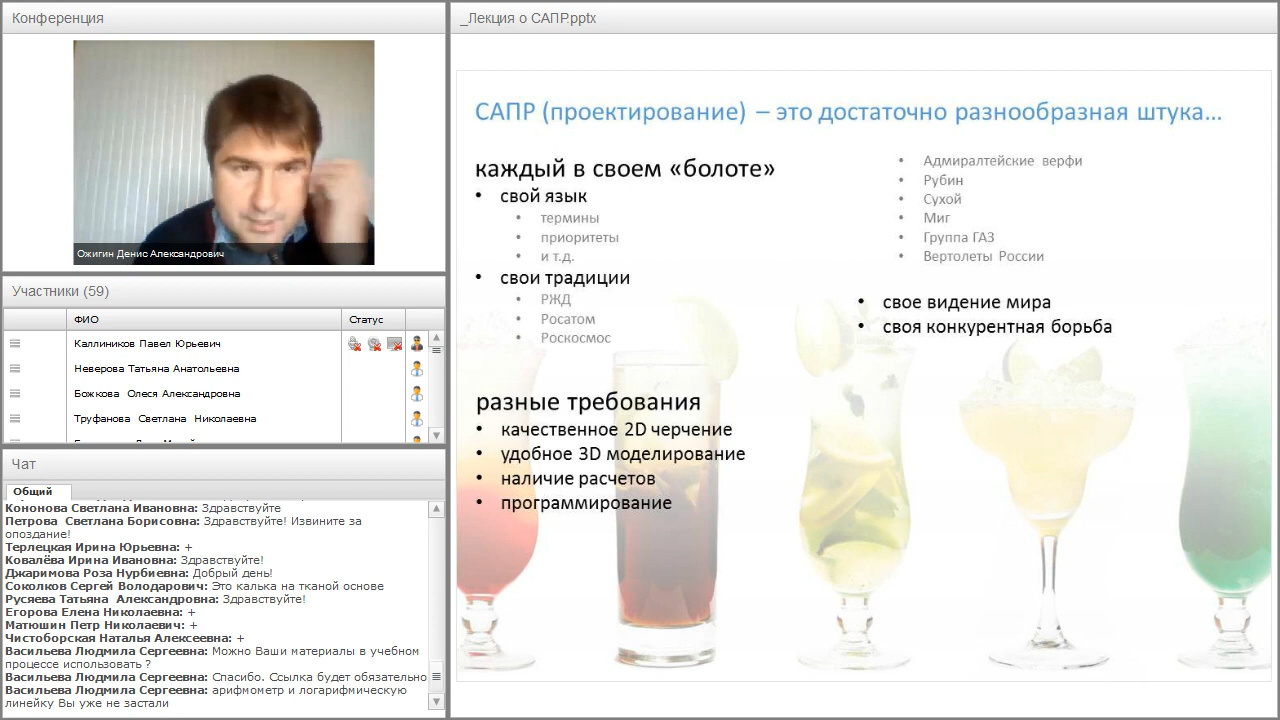 Конференция
Ожигин Денис Александрович
Участники (59)
ФИО
Статус
Каллиников Павел Юрьевич
Неверова Татьяна Анатольевна
Божкова Олеся Александровна
Труфанова Светлана Николаевна
Чат
Общий
Кононова Светлана Ивановна: Здравствуйте
Петрова Светлана Борисовна: Здравствуйте! Извините за
опоздание!
Терлецкая Ирина Юрьевна: +
Ковалёва Ирина Ивановна: Здравствуйте!
Джаримова Роза Нурбиевна: Добрый день!
Соколков Сергей Володарович: Это калька на тканой основе
Русяева Татьяна Александровна: Здравствуйте!
Егорова Елена Николаевна: +
Матюшин Петр Николаевич: +
Чистоборская Наталья Алексеевна: +
Васильева Людмила Сергеевна: Можно Ваши материалы в учебном
процессе использовать ?
Васильева Людмила Сергеевна: Спасибо. Ссылка будет обязательно
Васильева Людмила Сергеевна: арифмометр и логарифмическую
линейку Вы уже не застали
_Лекция о САПР.pptx
САПР (проектирование) – это достаточно разнообразная штука…
каждый в своем «болоте»
• свой язык
• термины
• приоритеты
• и т.д.
• свои традиции
• РЖД
• Росатом
• Роскосмос
• Адмиралтейские верфи
• Рубин
• Сухой
• Миг
• Группа ГАЗ
• Вертолеты России
• свое видение мира
• своя конкурентная борьба
разные требования
• качественное 2D черчение
• удобное 3D моделирование
• наличие расчетов
• программирование